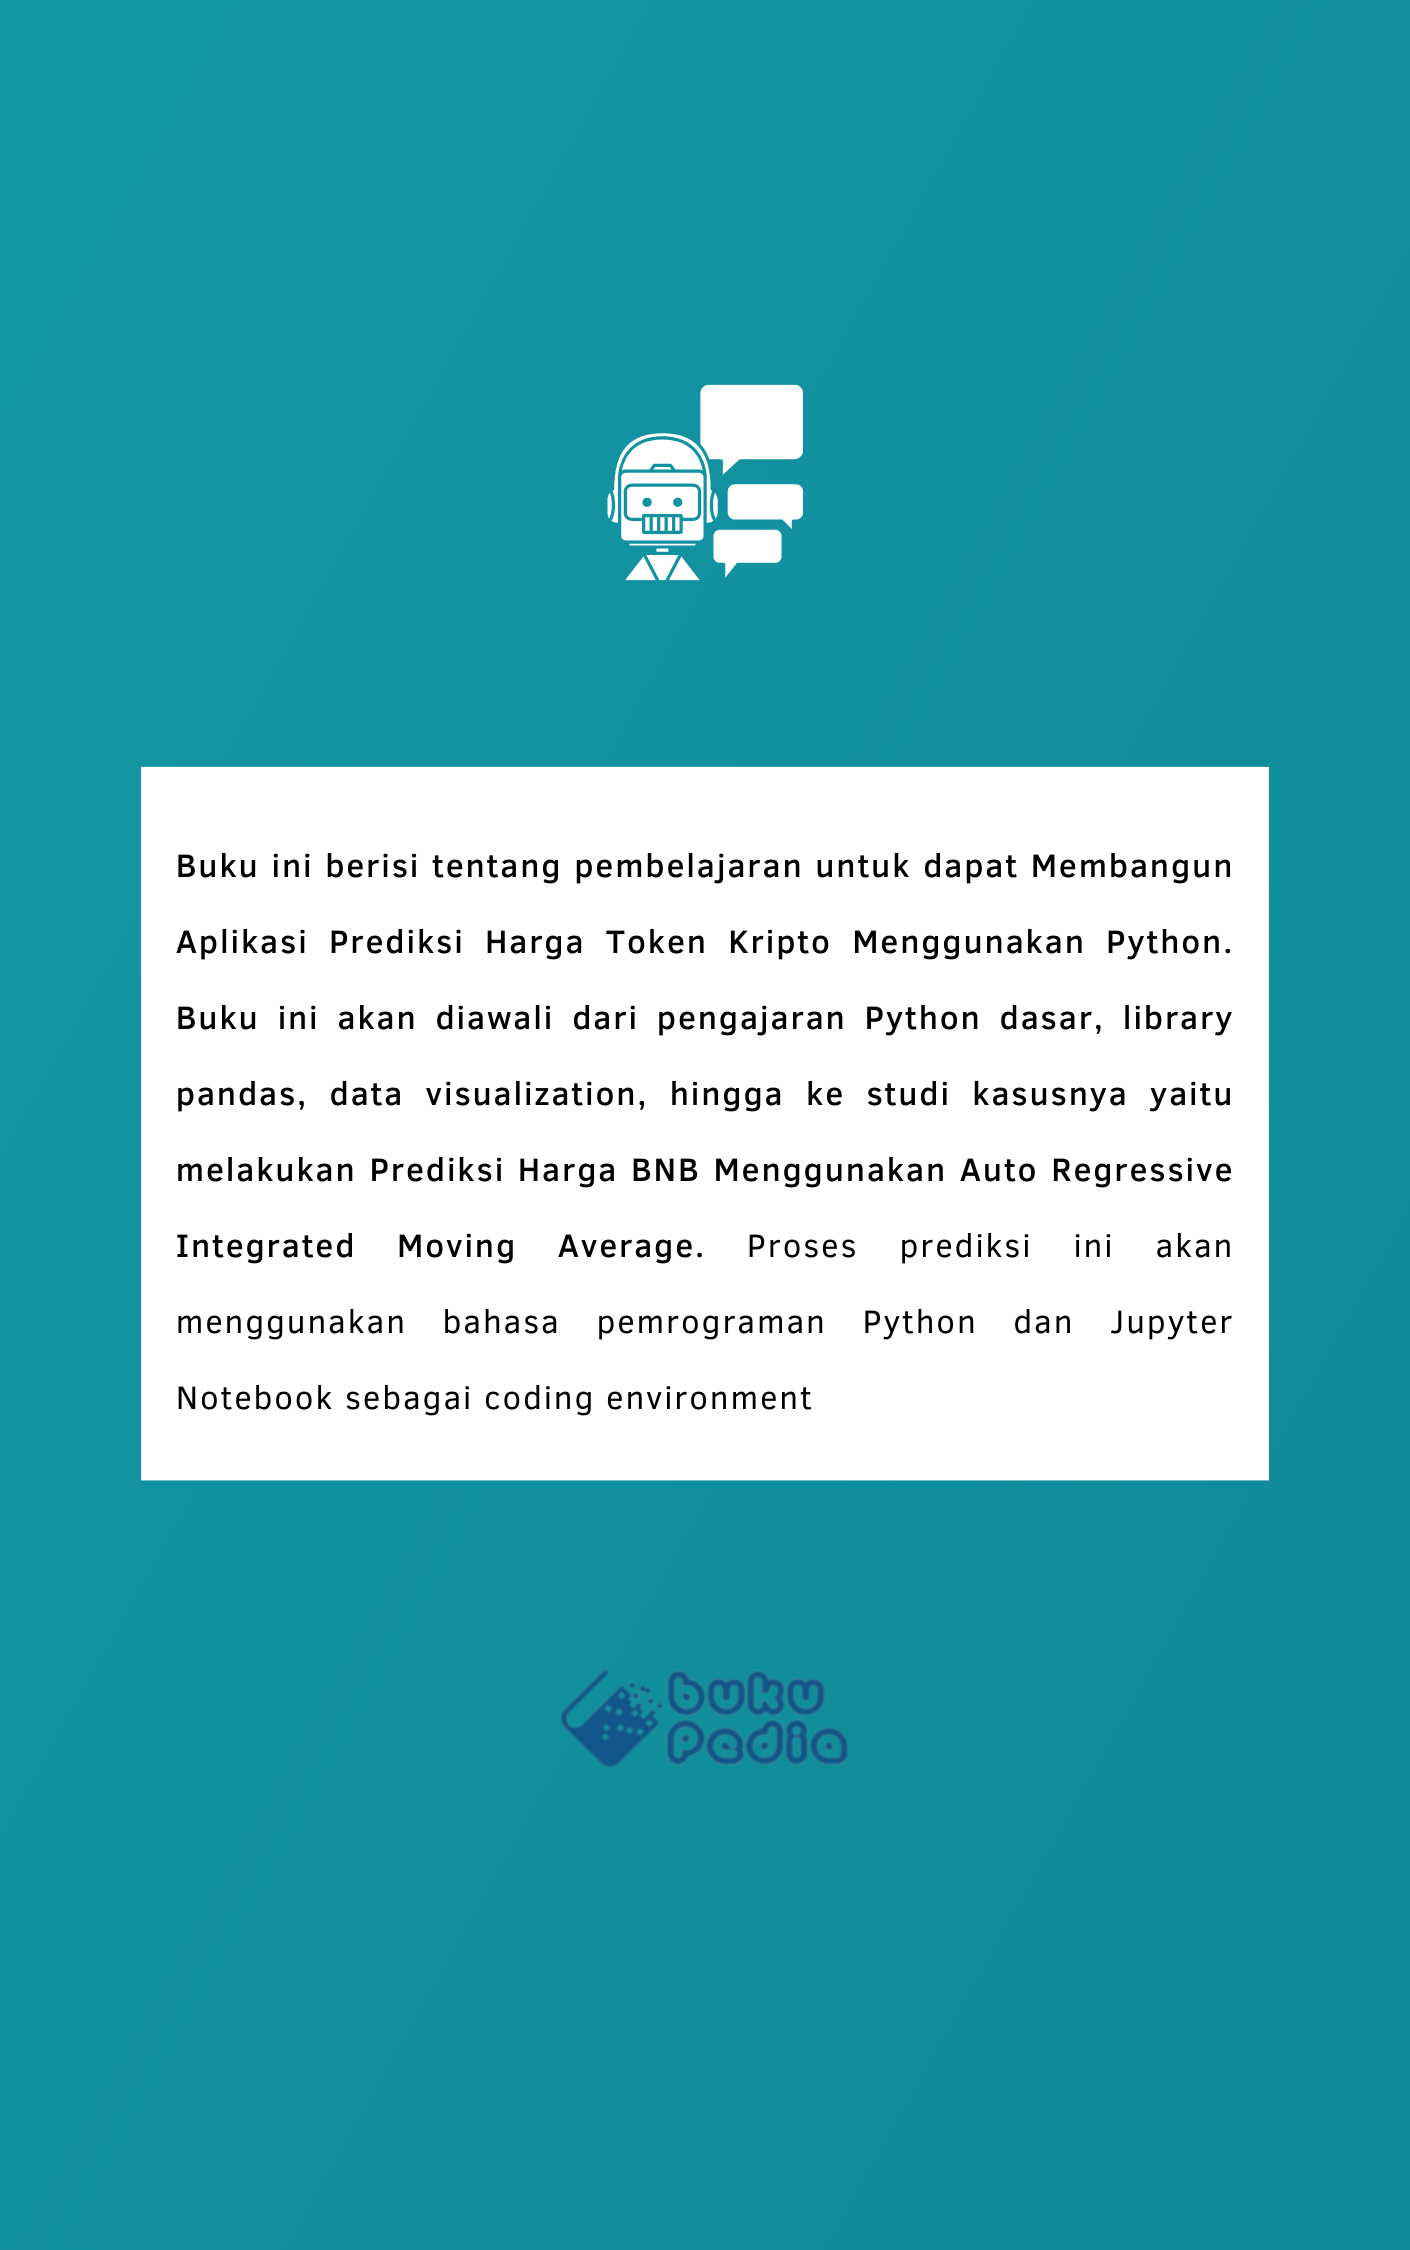 Buku ini berisi tentang pembelajaran untuk dapat Membangun
Aplikasi Prediksi Harga Token Kripto Menggunakan Python.
Buku ini akan diawali dari pengajaran Python dasar, library
pandas, data visualization, hingga ke studi kasusnya yaitu
melakukan Prediksi Harga BNB Menggunakan Auto Regressive
Integrated Moving Average. Proses prediksi ini akan
menggunakan bahasa pemrograman Python dan Jupyter
Notebook sebagai coding environment
buku
Pedia